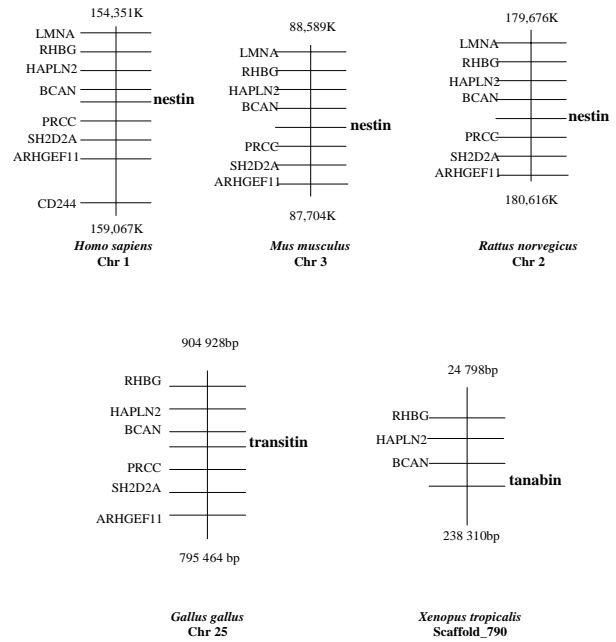 154,351K
LMNA
RHBG
HAPLN2
BCAN
nestin
PRCC
SH2D2A
ARHGEF11
CD244
159,067K
Homo sapiens
Chr 1
88,589K
LMNA
RHBG
HAPLN2
BCAN
nestin
PRCC
SH2D2A
ARHGEF11
87,704K
Mus musculus
Chr 3
179,676K
LMNA
RHBG
HAPLN2
BCAN
nestin
PRCC
SH2D2A
ARHGEF11
180,616K
Rattus norvegicus
Chr 2
904 928bp
RHBG
HAPLN2
BCAN
transitin
PRCC
SH2D2A
ARHGEF11
795 464 bp
Gallus gallus
Chr 25
24 798bp
RHBG
HAPLN2
BCAN
tanabin
238 310bp
Xenopus tropicalis
Scaffold_790